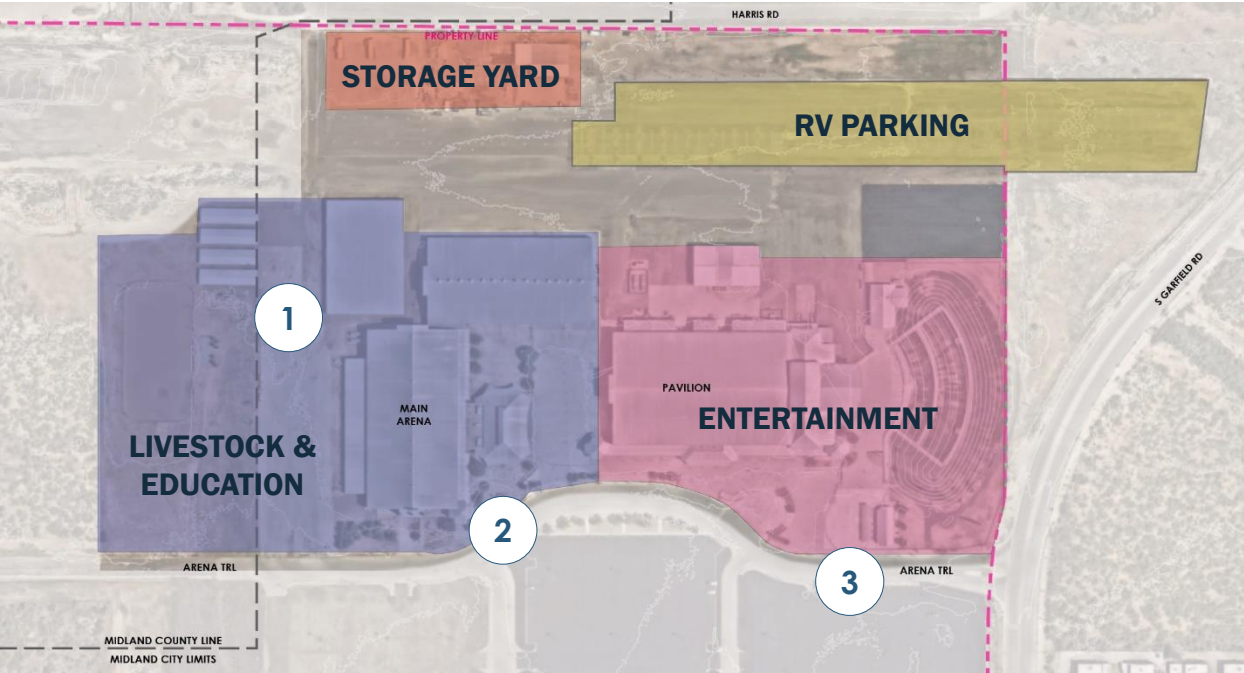 HARRIS RD
PROPERTY LINE
STORAGE YARD
RV PARKING
S GARFIELD RD
1
PAVILION
MAIN
ARENA
ENTERTAINMENT
LIVESTOCK &
EDUCATION
2
ARENA TRL
3
ARENA TRL
MIDLAND COUNTY LINE
MIDLAND CITY LIMITS